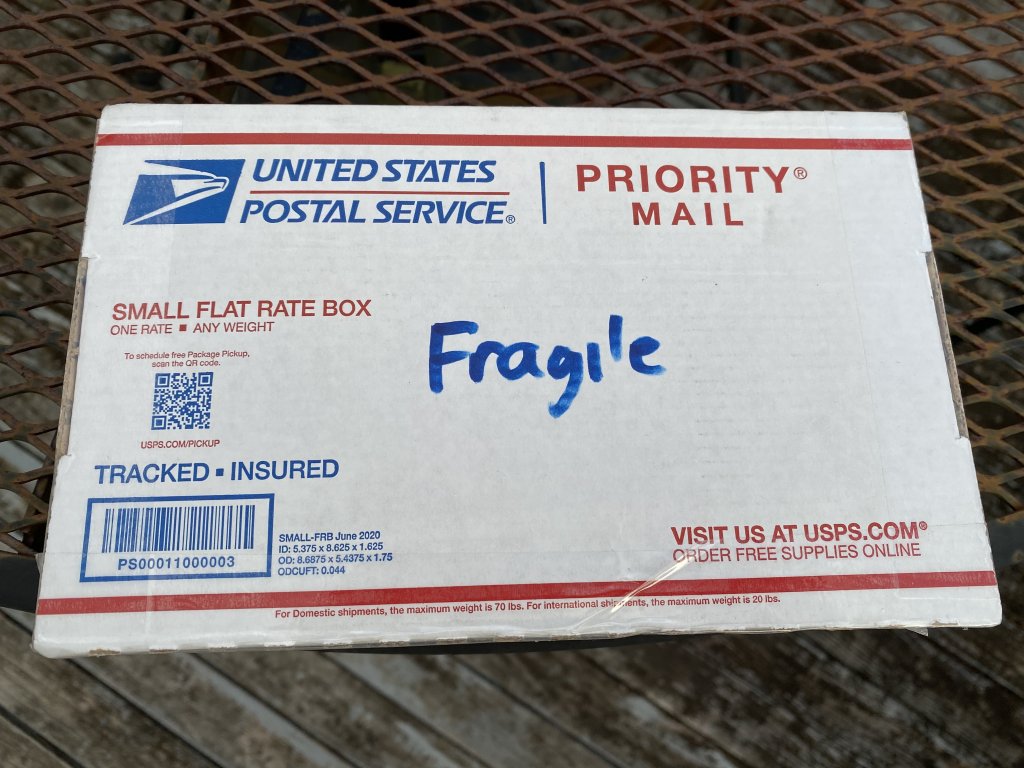 UNITED STATES
POSTAL SERVICE®
PRIORITY®
MAIL
SMALL FLAT RATE BOX
ONE RATE ▪ ANY WEIGHT
To schedule free Package Pickup,
scan the QR code.
USPS.COM/PICKUP
Fragile
TRACKED ▪ INSURED
PS00011000003
SMALL-FRB June 2020
ID: 5.375 x 8.625 x 1.625
OD: 8.6875 x 5.4375 x 1.75
ODCUFT: 0.044
VISIT US AT USPS.COM®
ORDER FREE SUPPLIES ONLINE
For Domestic shipments, the maximum weight is 70 lbs. For international shipments, the maximum weight is 20 lbs.